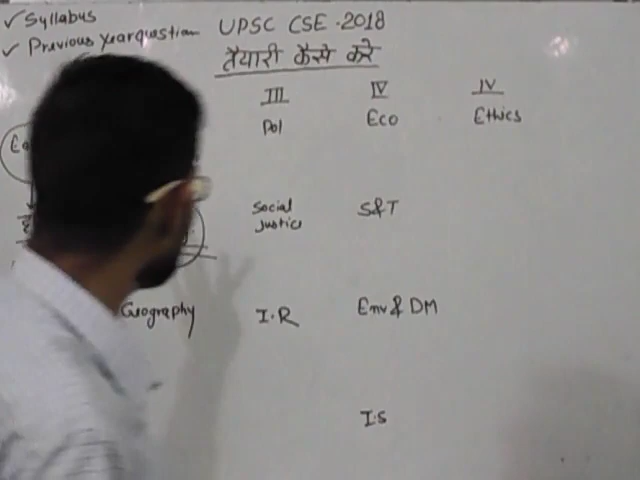 ✓ Syllabus
✓ Previous year question
UPSC CSE · 2018
तैयारी कैसे करे
III IV IV
Pol Eco Ethics
Social Justice S&T
Geography I.R Env & DM
I.S